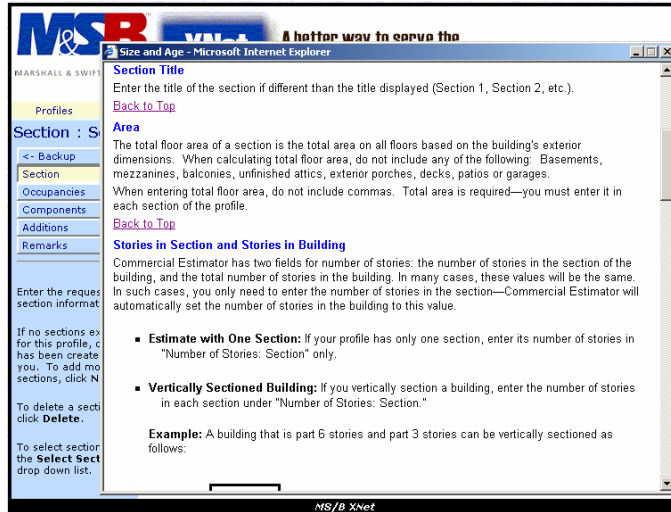 MS B
XNet
A better way to serve the
MARSHALL & SWIFT
Size and Age - Microsoft Internet Explorer
Profiles
Section : S
<- Backup
Section
Occupancies
Components
Additions
Remarks
Enter the reques
section informat
If no sections ex
for this profile,
has been create
you. To add mo
sections, click N
To delete a secti
click Delete.
To select section
the Select Sect
drop down list.
Section Title
Enter the title of the section if different than the title displayed (Section 1, Section 2, etc.).
Back to Top
Area
The total floor area of a section is the total area on all floors based on the building's exterior
dimensions. When calculating total floor area, do not include any of the following: Basements,
mezzanines, balconies, unfinished attics, exterior porches, decks, patios or garages.
When entering total floor area, do not include commas. Total area is required—you must enter it in
each section of the profile.
Back to Top
Stories in Section and Stories in Building
Commercial Estimator has two fields for number of stories: the number of stories in the section of the
building, and the total number of stories in the building. In many cases, these values will be the same.
In such cases, you only need to enter the number of stories in the section—Commercial Estimator will
automatically set the number of stories in the building to this value.
Estimate with One Section: If your profile has only one section, enter its number of stories in
"Number of Stories: Section" only.
Vertically Sectioned Building: If you vertically section a building, enter the number of stories
in each section under "Number of Stories: Section."
Example: A building that is part 6 stories and part 3 stories can be vertically sectioned as
follows:
MS/B XNet